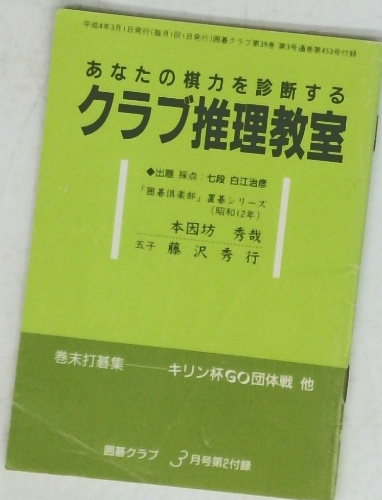 平成4年3月1日発行(毎月1回1日発行)囲碁クラブ第39巻 第3号通巻第453号付録
あなたの棋力を診断する
クラブ推理教室
◆出題 採点：七段 白江治彦
「囲碁倶楽部」置碁シリーズ
(昭和12年)
本因坊 秀哉
五子 藤沢秀行
巻末打碁集――キリン杯GO団体戦 他
囲碁クラブ 3月号第2付録